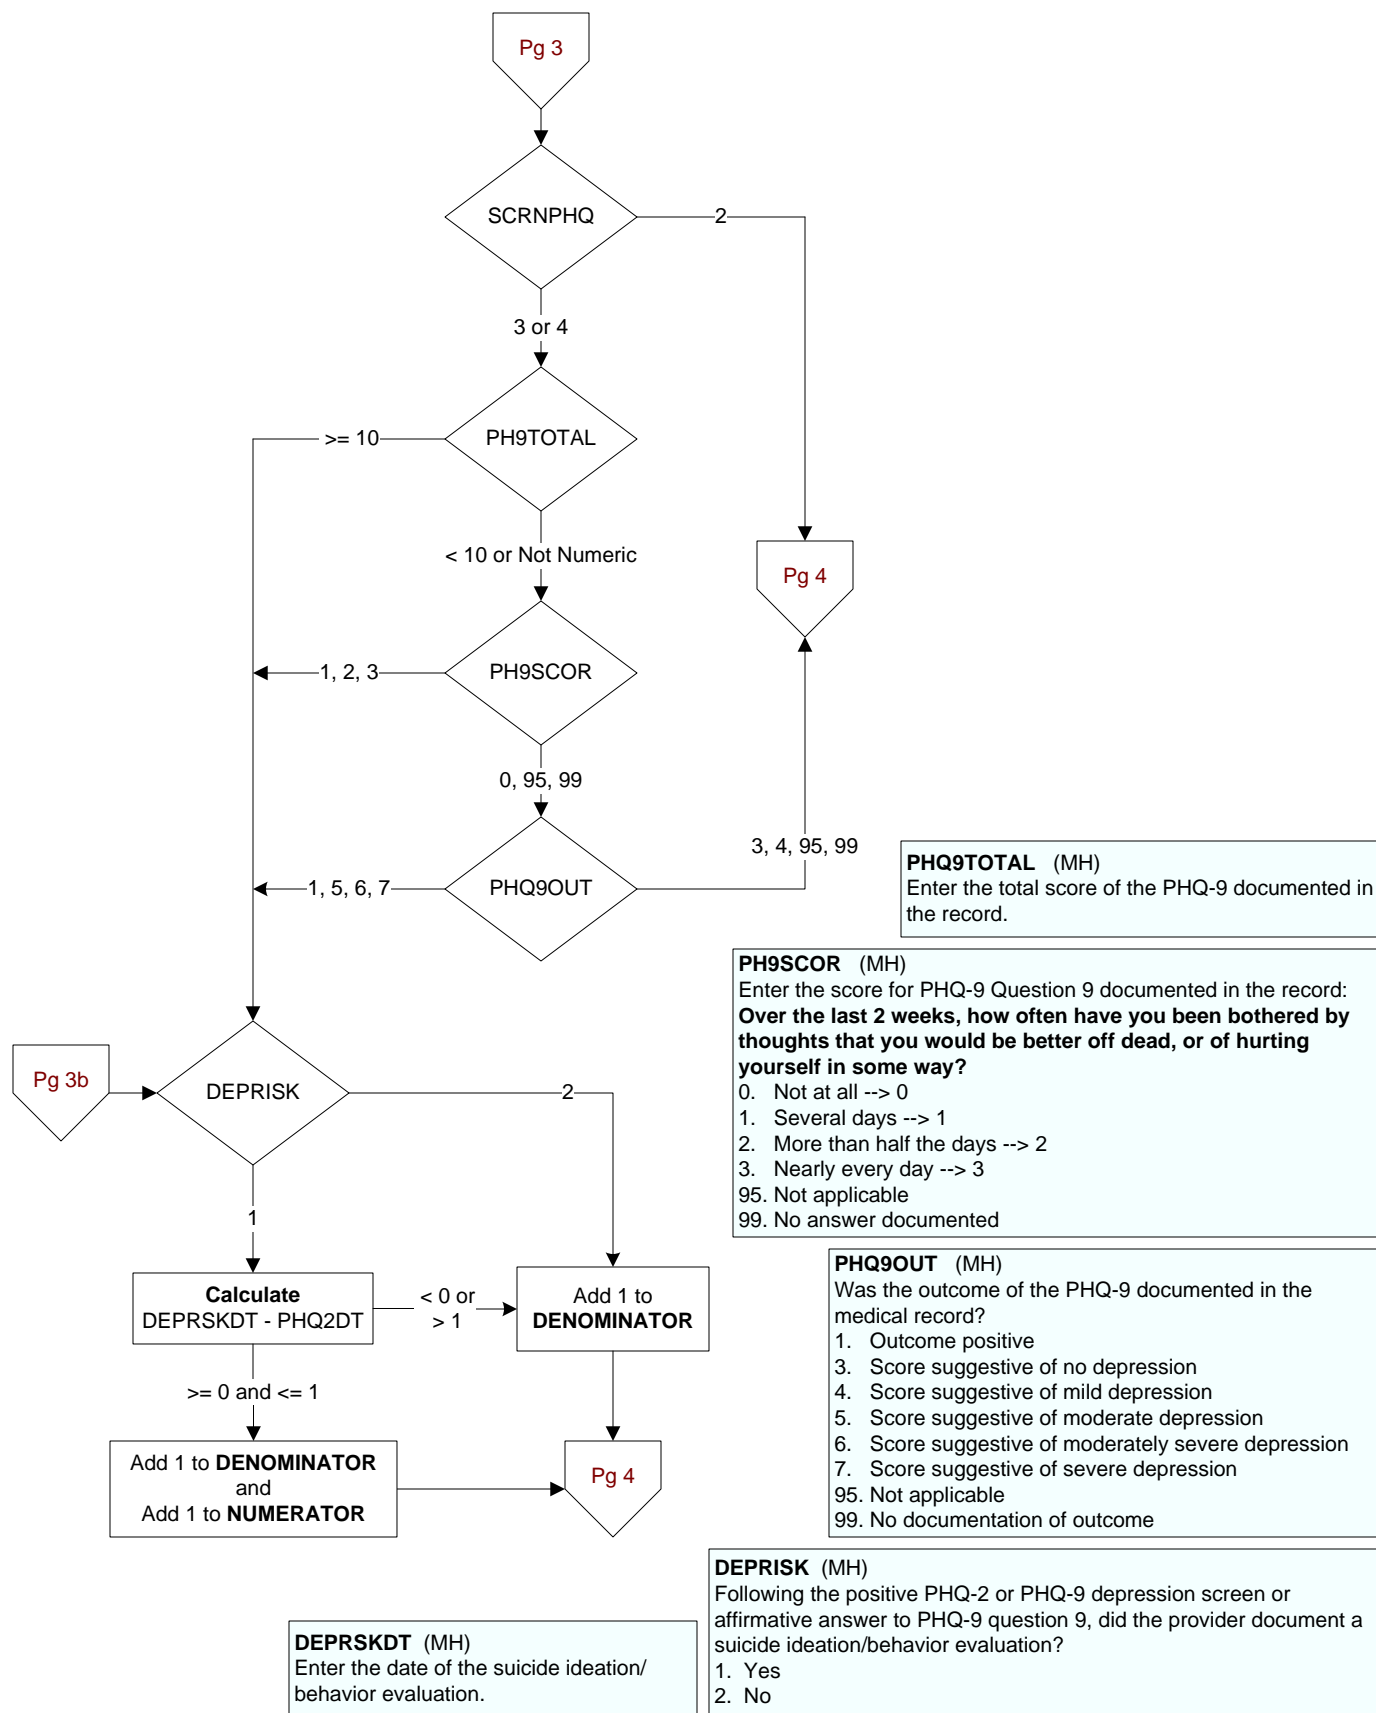 Pg 3
SCRNPHQ
2
3 or 4
PH9TOTAL
>= 10
< 10 or Not Numeric
Pg 4
PH9SCOR
1, 2, 3
0, 95, 99
3, 4, 95, 99
PHQ9OUT
1, 5, 6, 7
PHQ9TOTAL (MH)
Enter the total score of the PHQ-9 documented in
the record.
PH9SCOR (MH)
Enter the score for PHQ-9 Question 9 documented in the record:
Over the last 2 weeks, how often have you been bothered by
thoughts that you would be better off dead, or of hurting
yourself in some way?
0. Not at all --> 0
1. Several days --> 1
2. More than half the days --> 2
3. Nearly every day --> 3
95. Not applicable
99. No answer documented
Pg 3b
DEPRISK
2
1
Calculate
DEPRSKDT - PHQ2DT
< 0 or
> 1
Add 1 to
DENOMINATOR
>= 0 and <= 1
Add 1 to DENOMINATOR
and
Add 1 to NUMERATOR
Pg 4
PHQ9OUT (MH)
Was the outcome of the PHQ-9 documented in the
medical record?
1. Outcome positive
3. Score suggestive of no depression
4. Score suggestive of mild depression
5. Score suggestive of moderate depression
6. Score suggestive of moderately severe depression
7. Score suggestive of severe depression
95. Not applicable
99. No documentation of outcome
DEPRISK (MH)
Following the positive PHQ-2 or PHQ-9 depression screen or
affirmative answer to PHQ-9 question 9, did the provider document a
suicide ideation/behavior evaluation?
1. Yes
2. No
DEPRSKDT (MH)
Enter the date of the suicide ideation/
behavior evaluation.